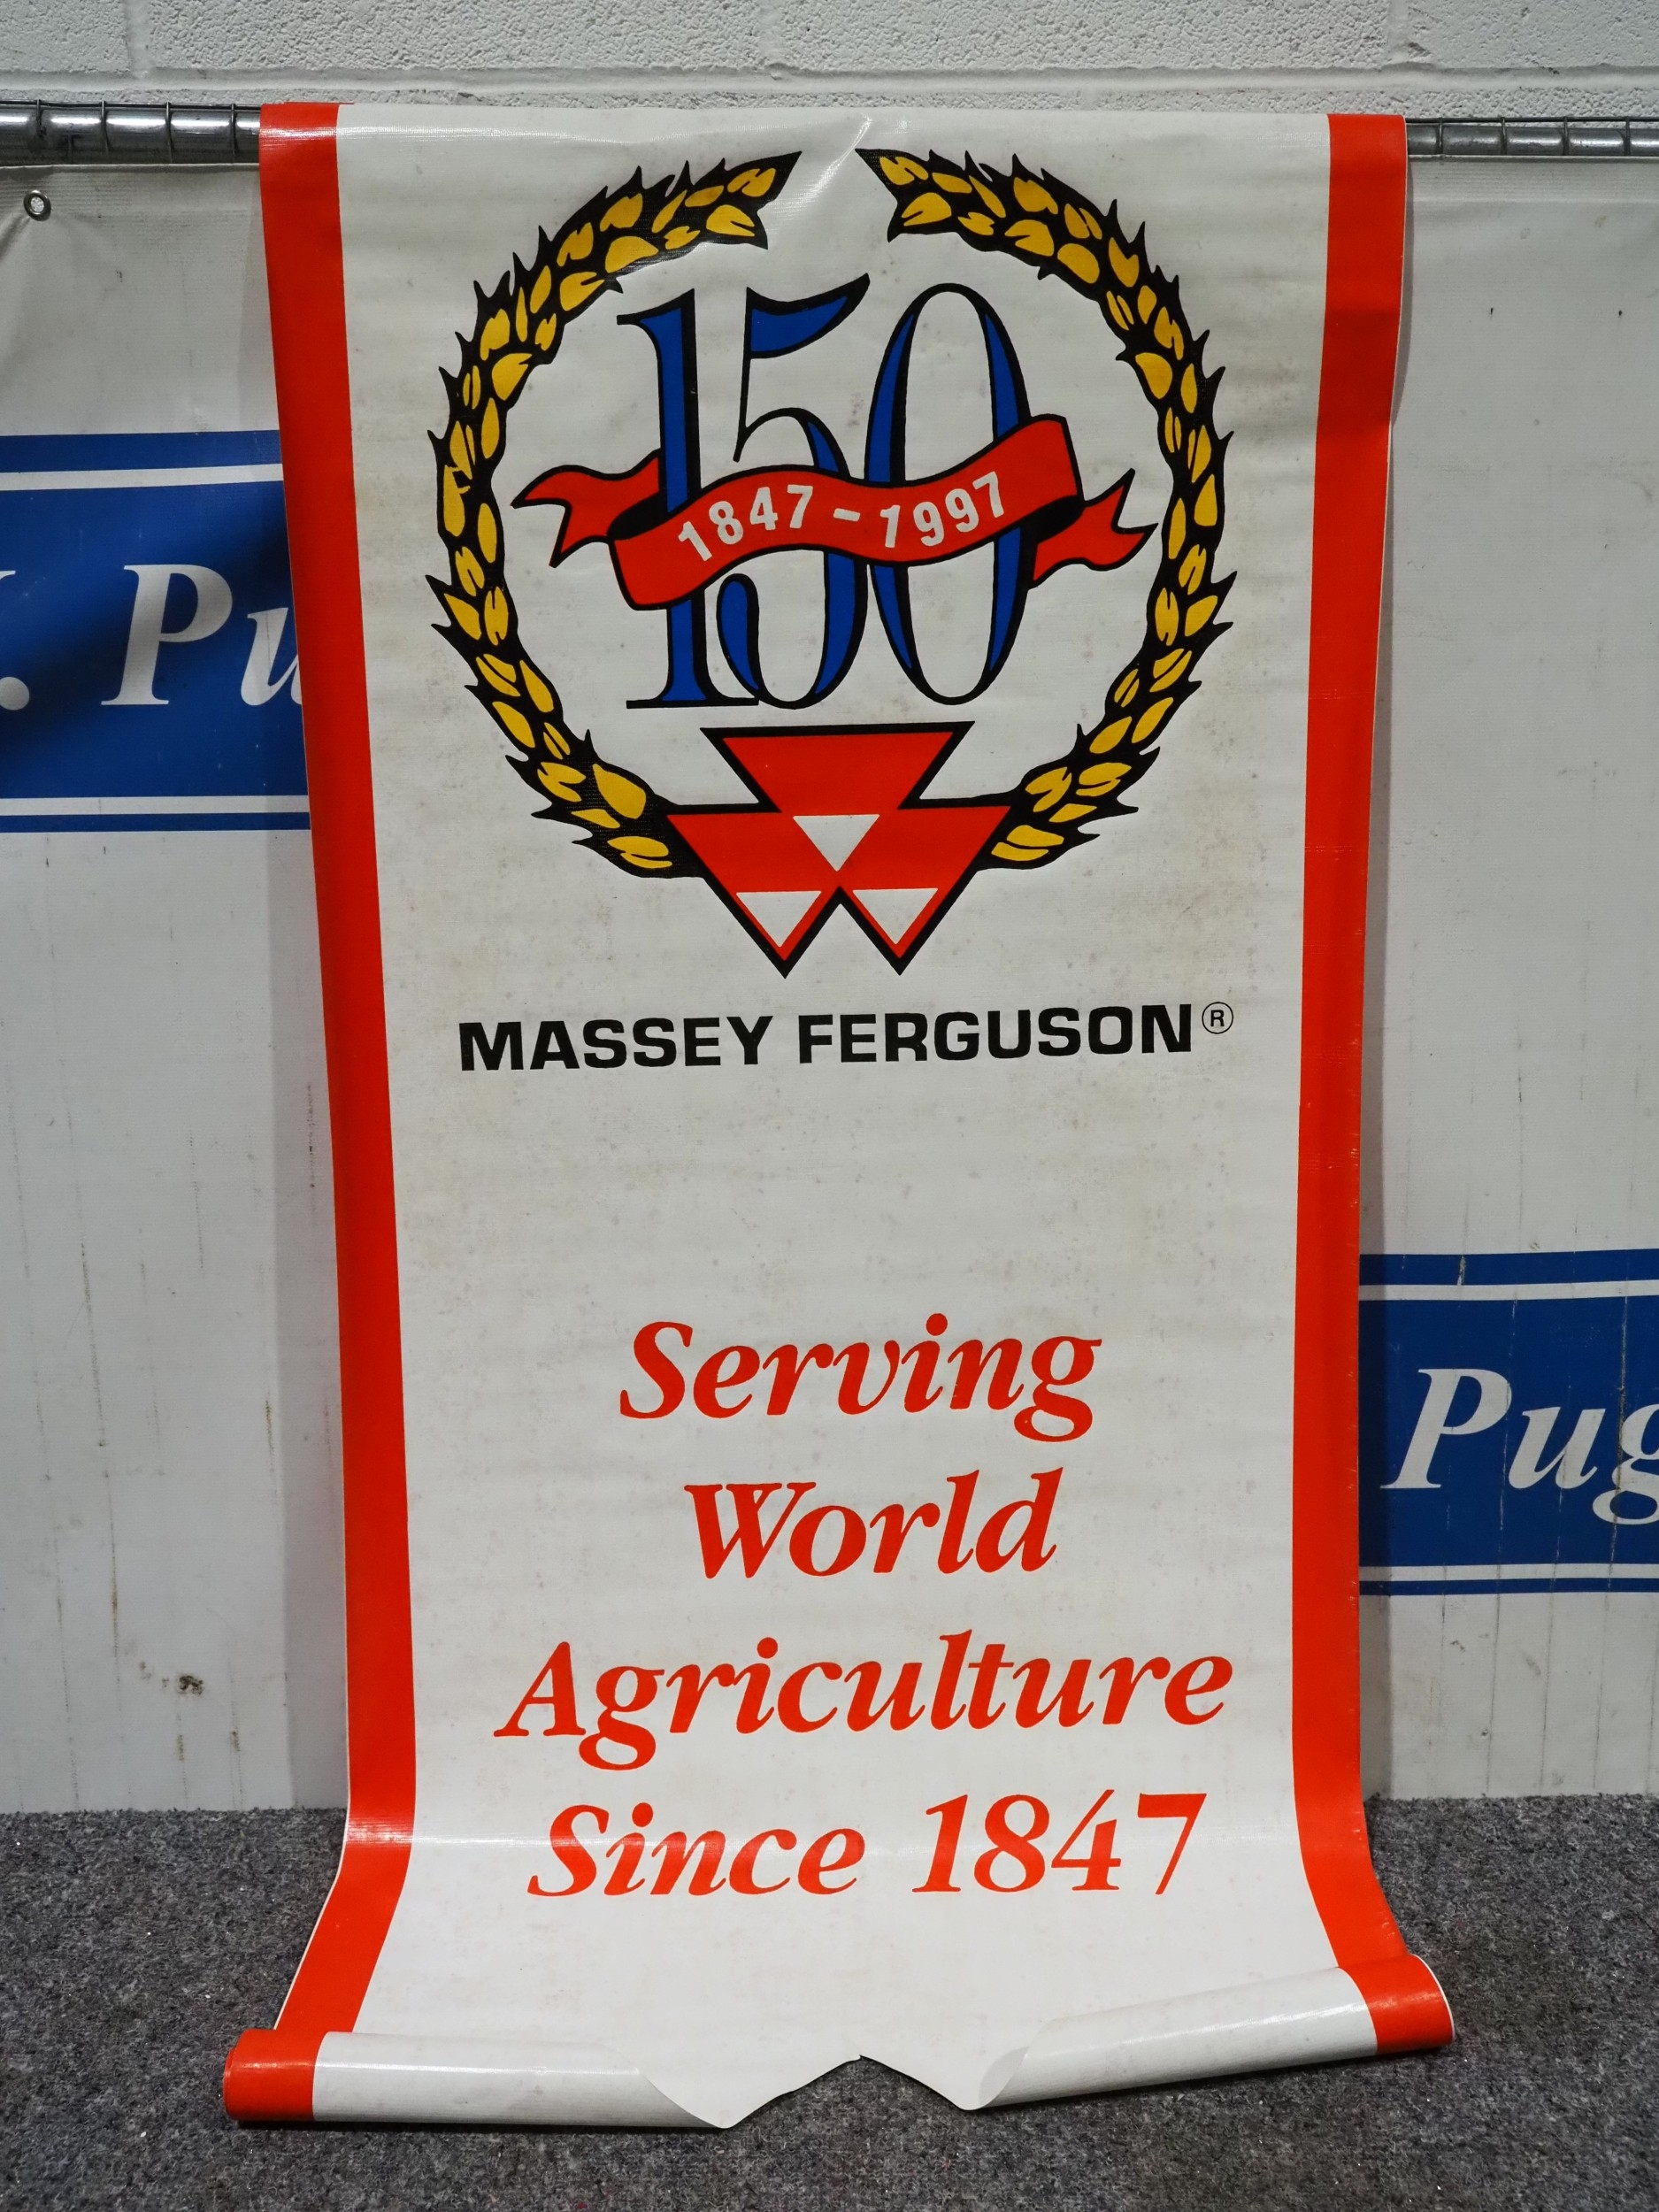 150
1847-1997
MASSEY FERGUSON®
Serving
World
Agriculture
Since 1847